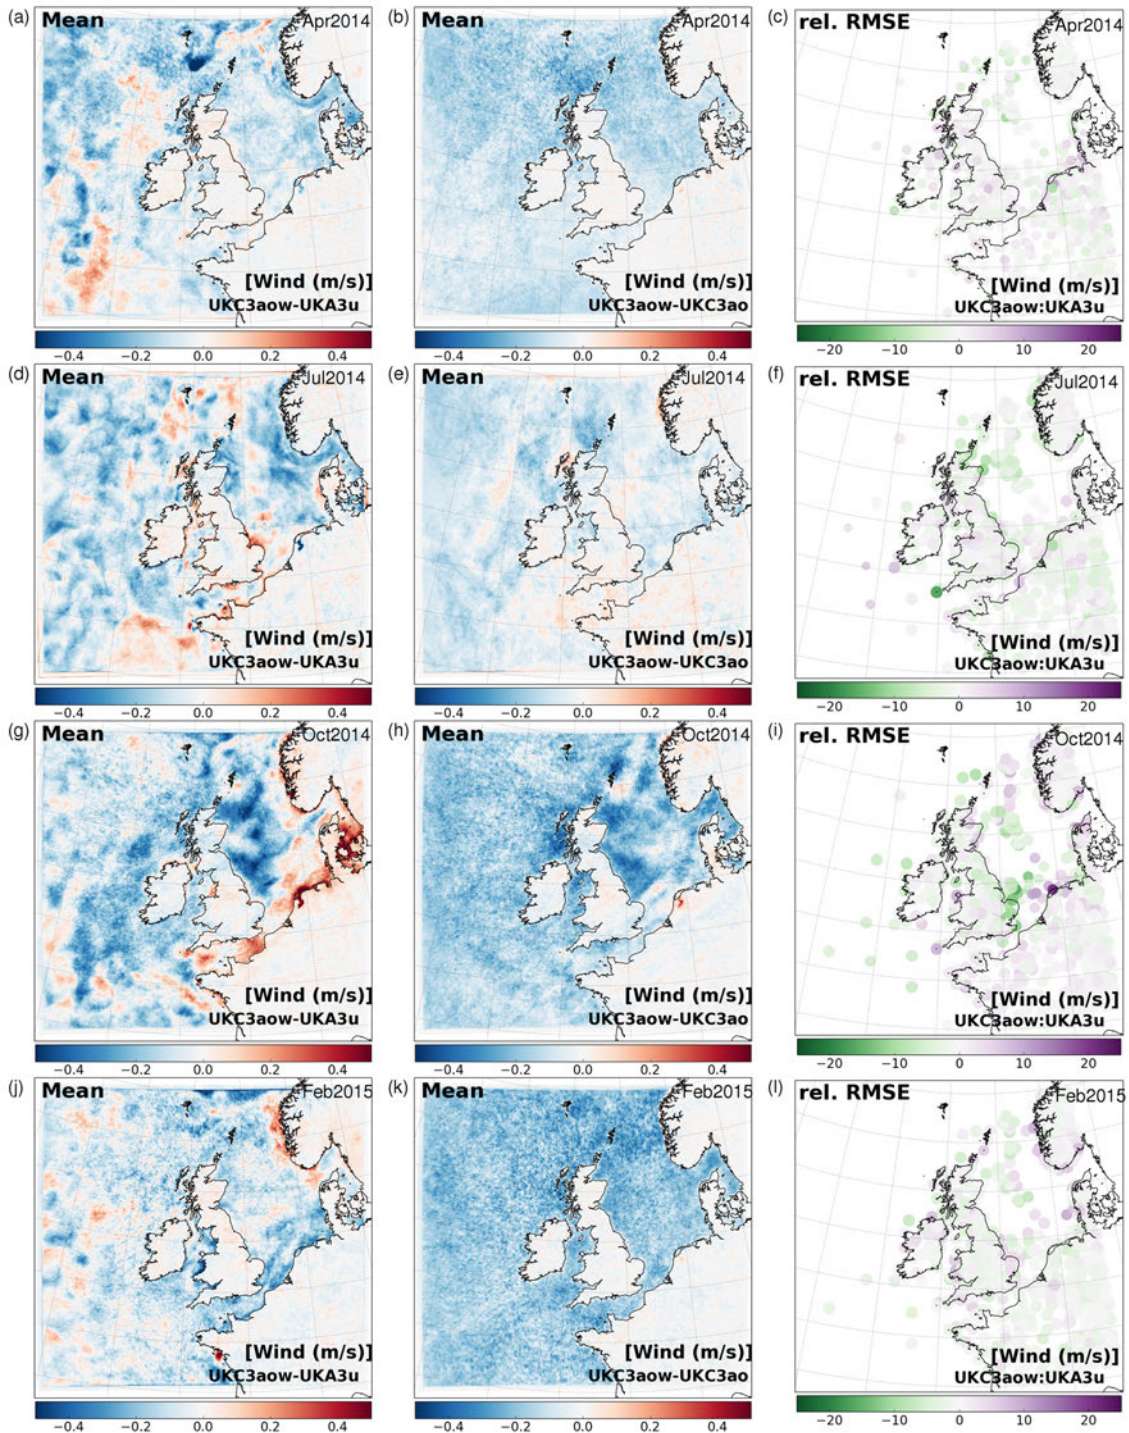 (a) Mean Apr2014
[Wind (m/s)]
UKC3aow-UKA3u
−0.4 −0.2 0.0 0.2 0.4
(b) Mean Apr2014
[Wind (m/s)]
UKC3aow-UKC3ao
−0.4 −0.2 0.0 0.2 0.4
(c) rel. RMSE Apr2014
[Wind (m/s)]
UKC3aow:UKA3u
−20 −10 0 10 20
(d) Mean Jul2014
[Wind (m/s)]
UKC3aow-UKA3u
−0.4 −0.2 0.0 0.2 0.4
(e) Mean Jul2014
[Wind (m/s)]
UKC3aow-UKC3ao
−0.4 −0.2 0.0 0.2 0.4
(f) rel. RMSE Jul2014
[Wind (m/s)]
UKC3aow:UKA3u
−20 −10 0 10 20
(g) Mean Oct2014
[Wind (m/s)]
UKC3aow-UKA3u
−0.4 −0.2 0.0 0.2 0.4
(h) Mean Oct2014
[Wind (m/s)]
UKC3aow-UKC3ao
−0.4 −0.2 0.0 0.2 0.4
(i) rel. RMSE Oct2014
[Wind (m/s)]
UKC3aow:UKA3u
−20 −10 0 10 20
(j) Mean Feb2015
[Wind (m/s)]
UKC3aow-UKA3u
−0.4 −0.2 0.0 0.2 0.4
(k) Mean Feb2015
[Wind (m/s)]
UKC3aow-UKC3ao
−0.4 −0.2 0.0 0.2 0.4
(l) rel. RMSE Feb2015
[Wind (m/s)]
UKC3aow:UKA3u
−20 −10 0 10 20